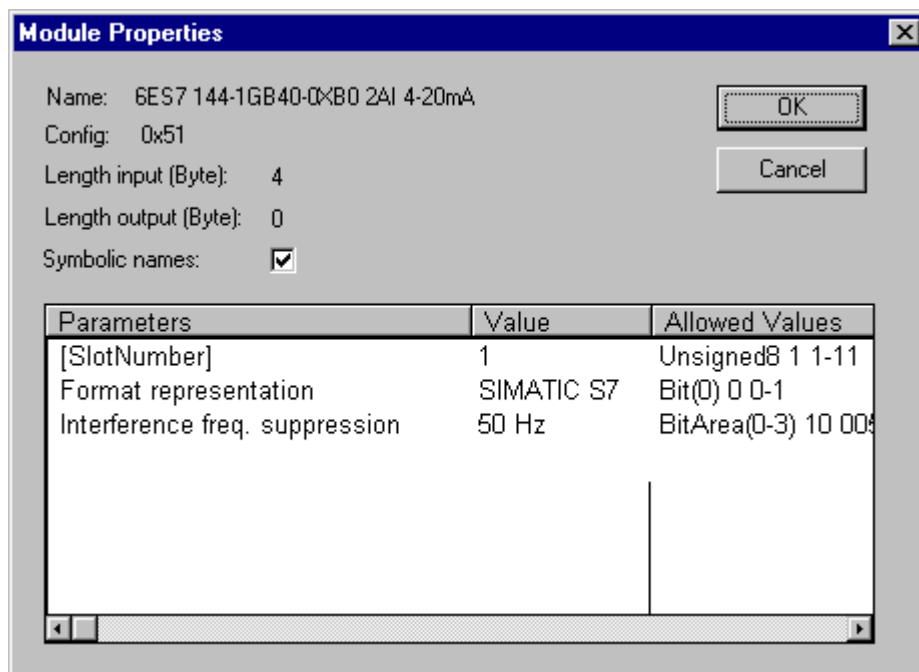 Module Properties
Name: 6ES7 144-1GB40-0XB0 2AI 4-20mA
OK
Config: 0x51
Cancel
Length input (Byte): 4
Length output (Byte): 0
Symbolic names:
Parameters Value Allowed Values
[SlotNumber] 1 Unsigned8 1 1-11
Format representation SIMATIC S7 Bit(0) 0 0-1
Interference freq. suppression 50 Hz BitArea(0-3) 10 00